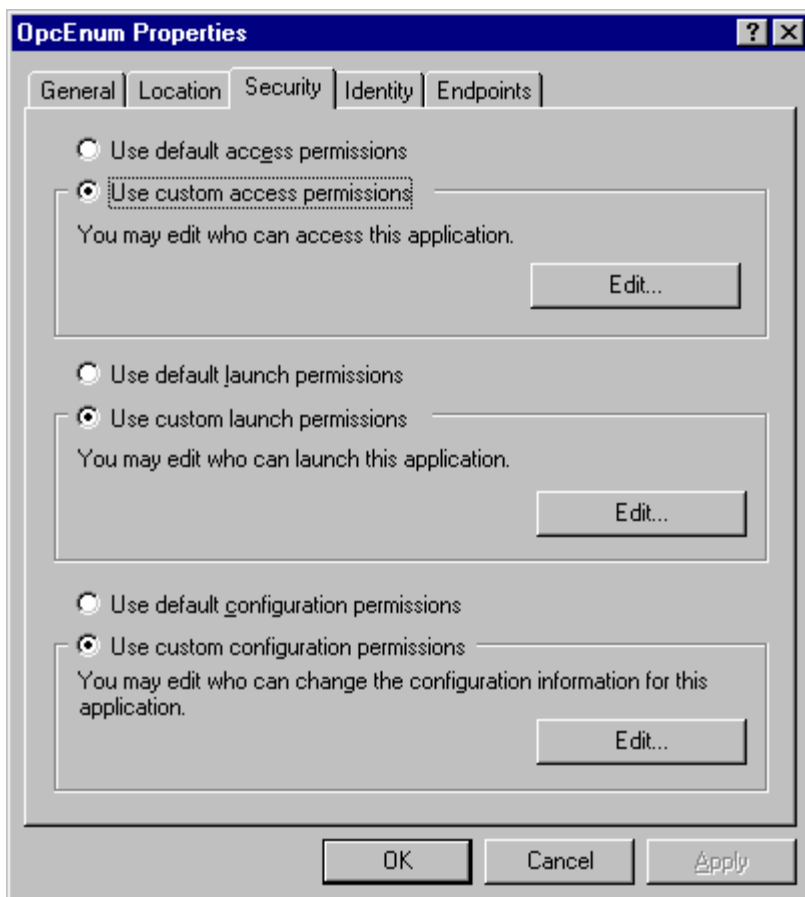 OpcEnum Properties
General Location Security Identity Endpoints
Use default access permissions
Use custom access permissions
You may edit who can access this application.
Edit...
Use default launch permissions
Use custom launch permissions
You may edit who can launch this application.
Edit...
Use default configuration permissions
Use custom configuration permissions
You may edit who can change the configuration information for this
application.
Edit...
OK Cancel Apply